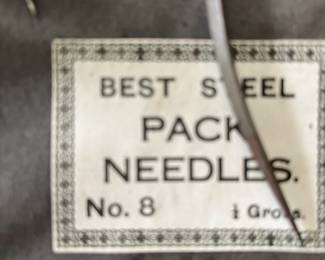 BEST STEEL
PACK
NEEDLES.
No. 8 ½ Gross.